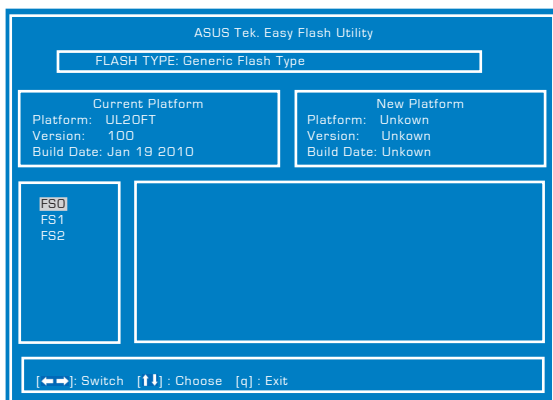 ASUS Tek. Easy Flash Utility
FLASH TYPE: Generic Flash Type
Current Platform
Platform: UL20FT
Version: 100
Build Date: Jan 19 2010
New Platform
Platform: Unkown
Version: Unkown
Build Date: Unkown
FS0
FS1
FS2
[←→]: Switch [↑↓] : Choose [q] : Exit